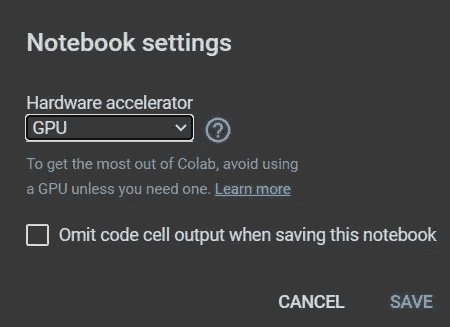 Notebook settings
Hardware accelerator
GPU
?
To get the most out of Colab, avoid using
a GPU unless you need one. Learn more
Omit code cell output when saving this notebook
CANCEL SAVE